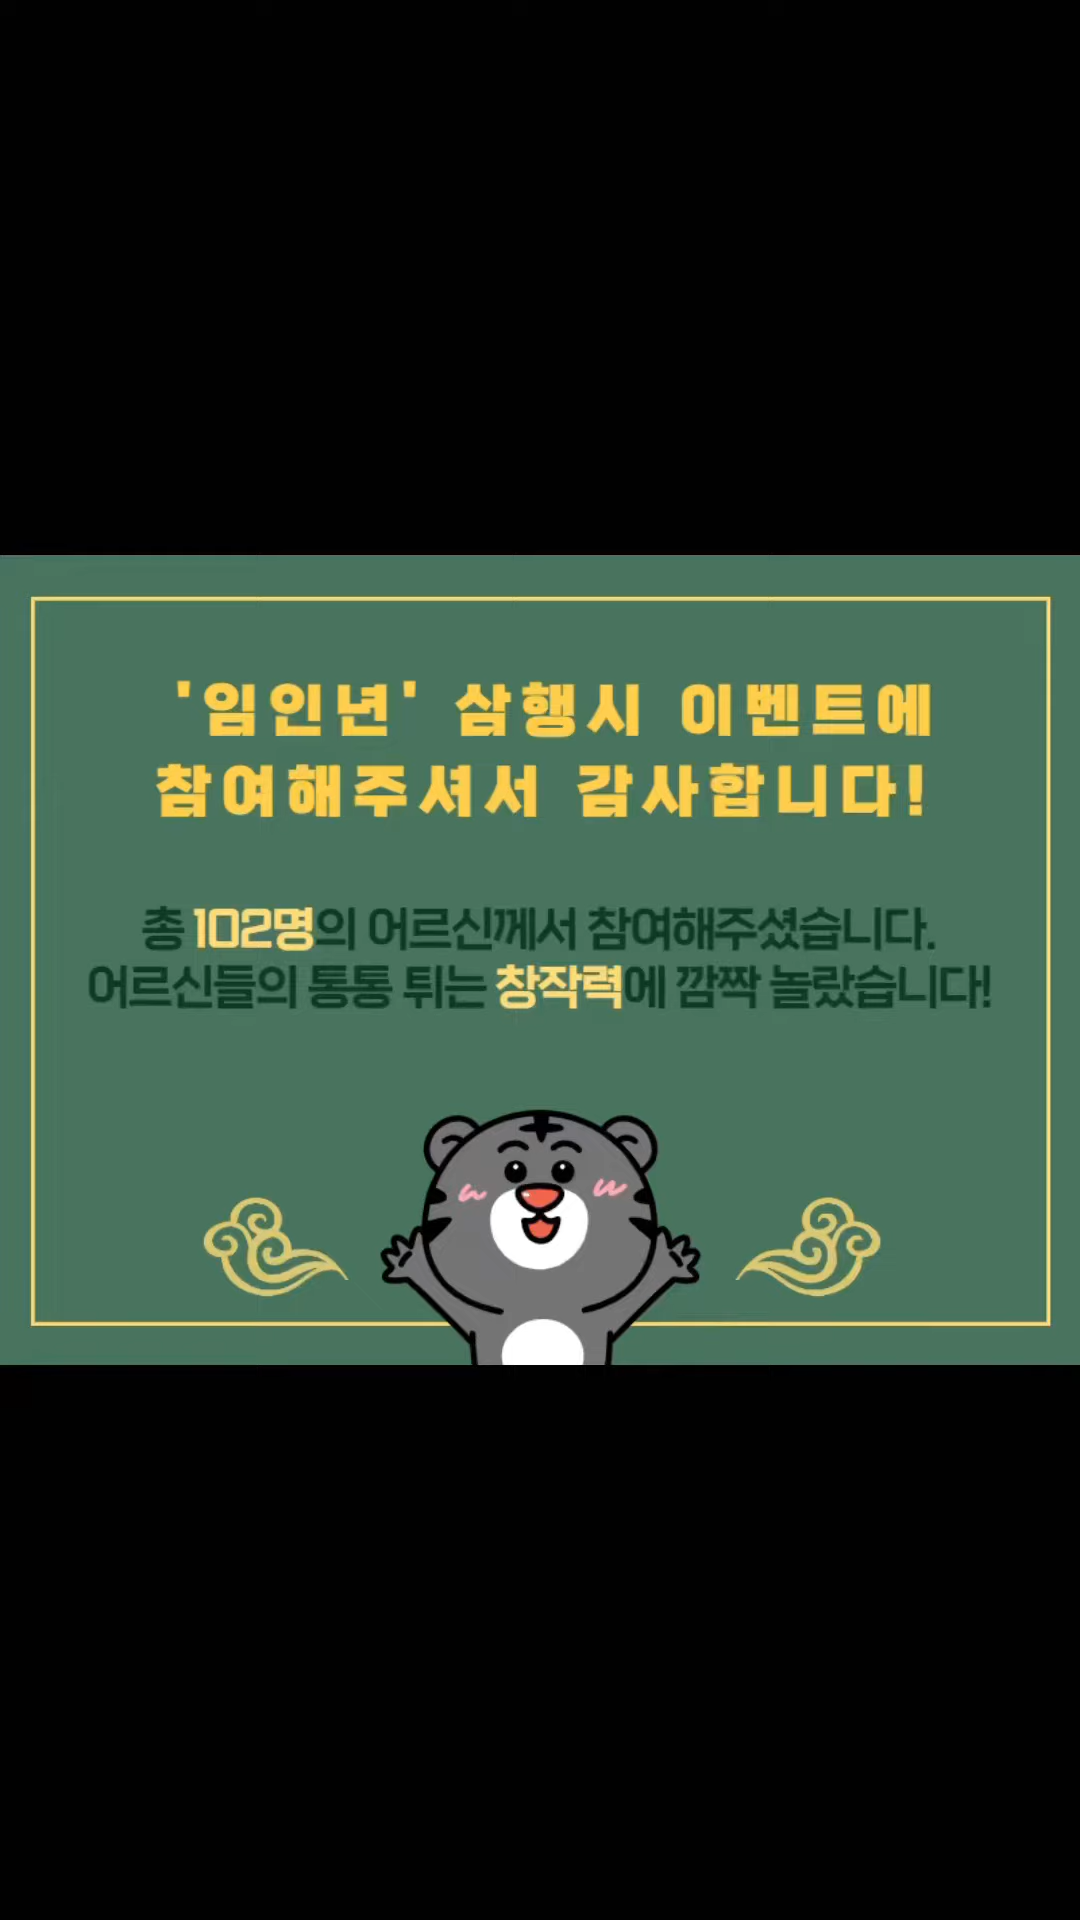 '임인년' 삼행시 이벤트에
참여해주셔서 감사합니다!
총 102명의 어르신께서 참여해주셨습니다.
어르신들의 통통 튀는 창작력에 깜짝 놀랐습니다!